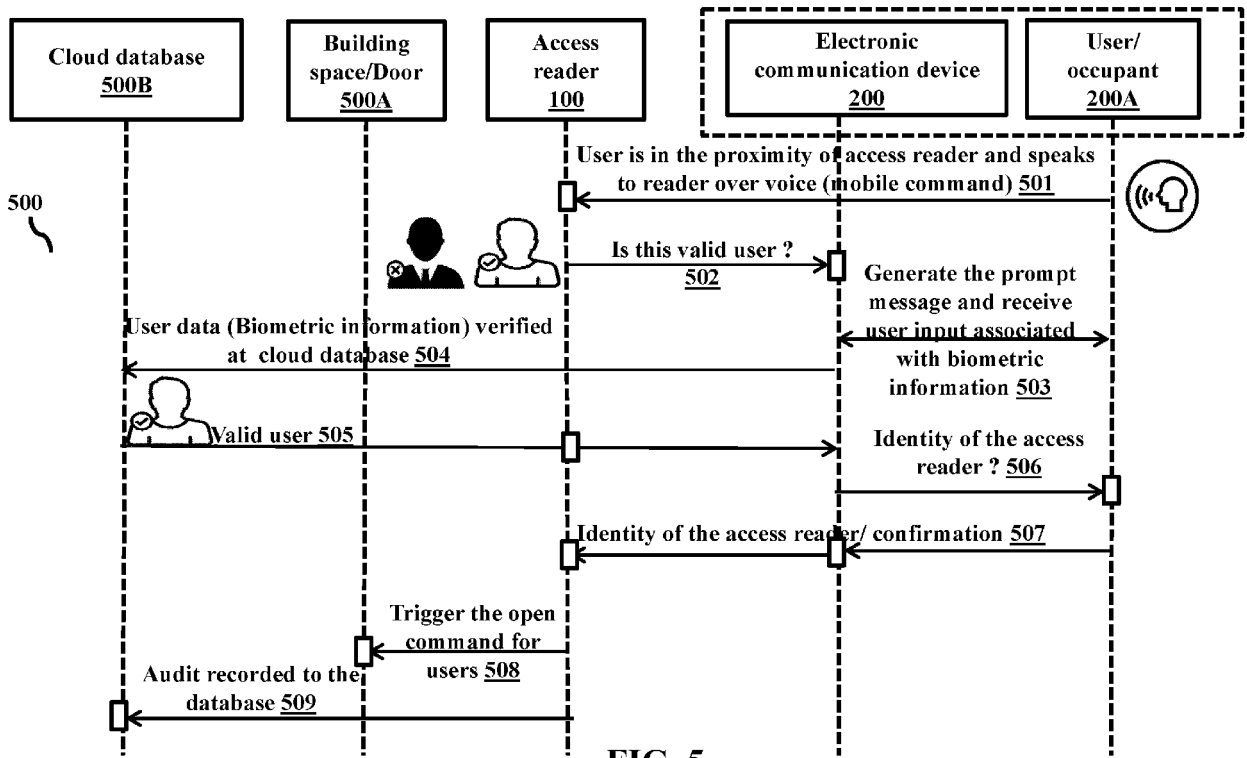 Cloud database
500B
Building
space/Door
500A
Access
reader
100
Electronic
communication device
200
User/
occupant
200A
User is in the proximity of access reader and speaks
to reader over voice (mobile command) 501
500
Is this valid user ?
502
Generate the prompt
message and receive
user input associated
with biometric
information 503
User data (Biometric information) verified
at cloud database 504
Valid user 505
Identity of the access
reader ? 506
Identity of the access reader/ confirmation 507
Trigger the open
command for
users 508
Audit recorded to the
database 509
FIG. 5